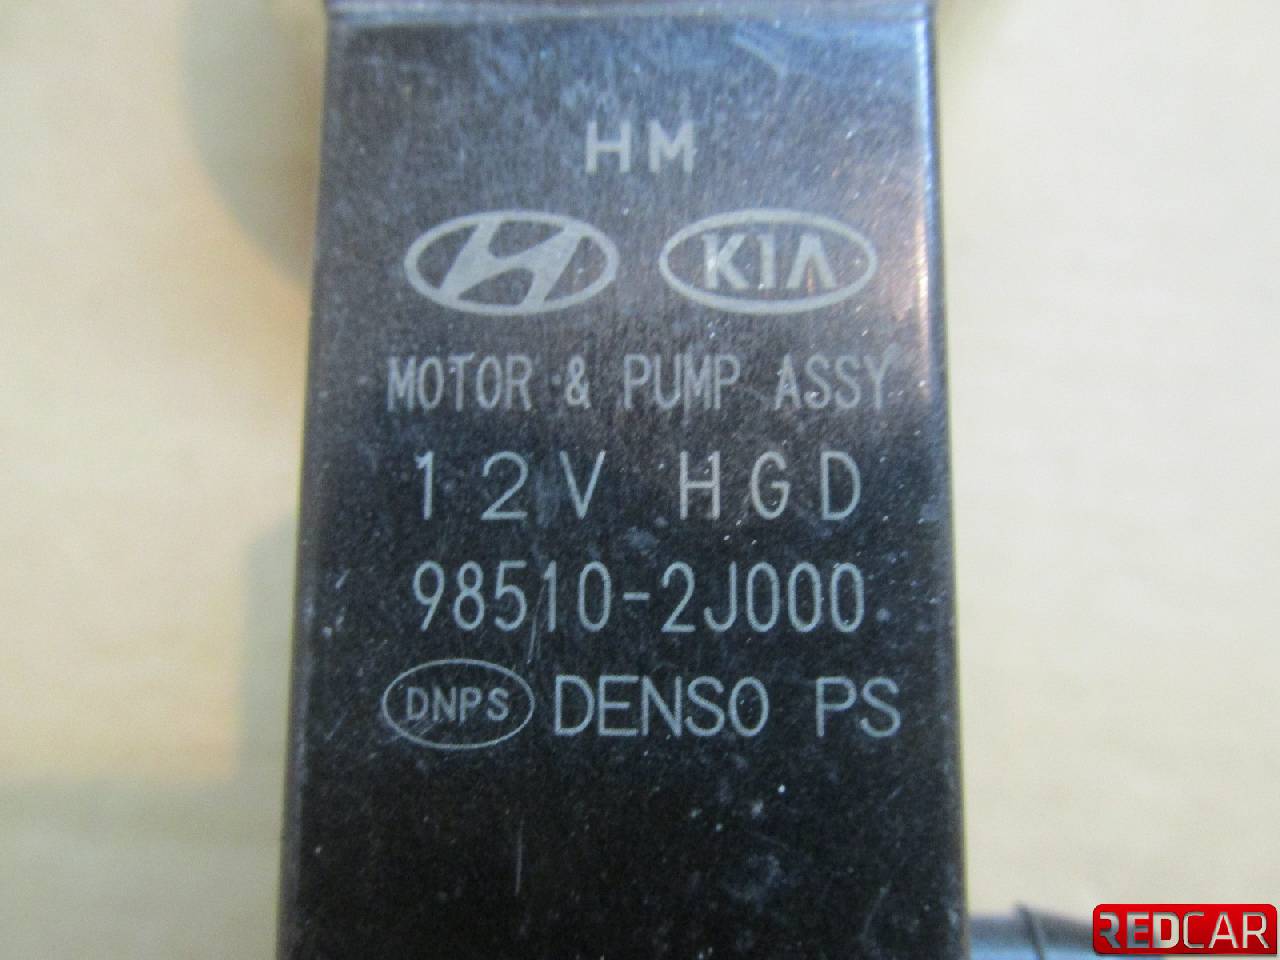 HM
KIA
MOTOR & PUMP ASSY
12V HGD
98510-2J000
DNPS DENSO PS
REDCAR